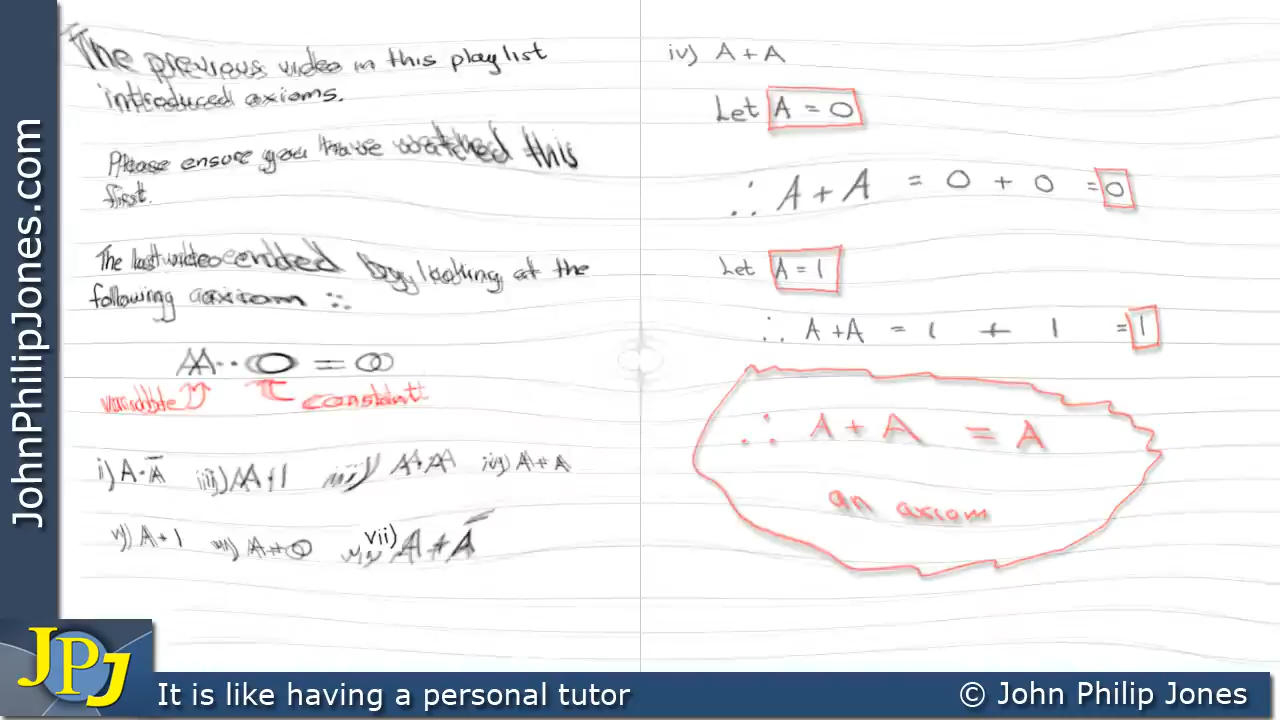 The previous video in this playlist
introduced axioms.
Please ensure you have watched this
first.
The last video ended by looking at the
following axiom :
A · 0 = 0
variable constant
i) A · A̅ A · 1 A · A iv) A + A
v) A + 1 A + 0 vii) A + A̅
iv) A + A
Let A = 0
∴ A + A = 0 + 0 = 0
Let A = 1
∴ A + A = 1 + 1 = 1
∴ A + A = A
an axiom
JohnPhilipJones.com
JPJ
It is like having a personal tutor
© John Philip Jones